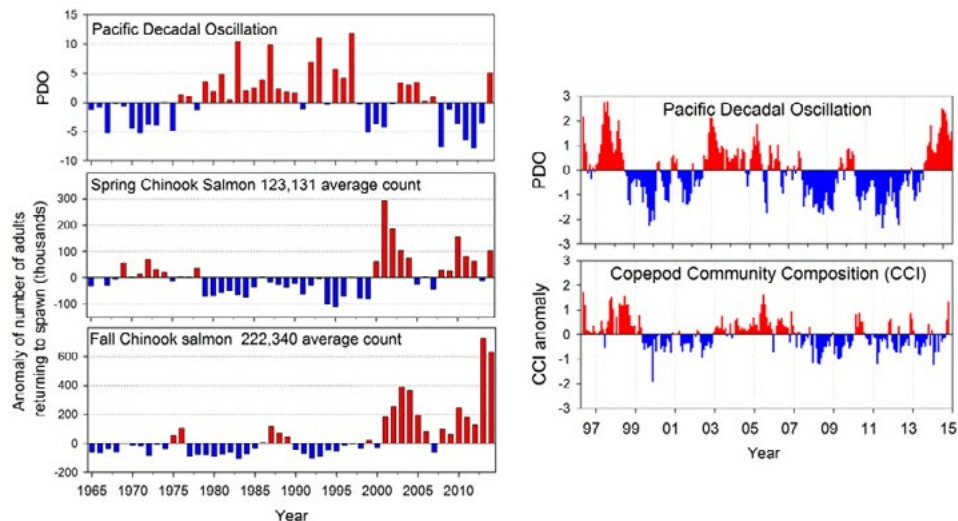 Pacific Decadal Oscillation
PDO
15
10
5
0
-5
-10
Spring Chinook Salmon 123,131 average count
Anomaly of number of adults
returning to spawn (thousands)
300
200
100
0
-100
Fall Chinook salmon 222,340 average count
600
400
200
0
-200
1965 1970 1975 1980 1985 1990 1995 2000 2005 2010
Year
Pacific Decadal Oscillation
PDO
3
2
1
0
-1
-2
-3
Copepod Community Composition (CCI)
CCI anomaly
3
2
1
0
-1
-2
-3
97 99 01 03 05 07 09 11 13 15
Year